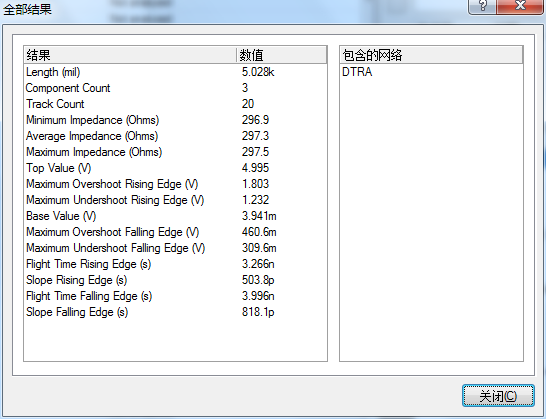 全部结果
结果 数值
Length (mil) 5.028k
Component Count 3
Track Count 20
Minimum Impedance (Ohms) 296.9
Average Impedance (Ohms) 297.3
Maximum Impedance (Ohms) 297.5
Top Value (V) 4.995
Maximum Overshoot Rising Edge (V) 1.803
Maximum Undershoot Rising Edge (V) 1.232
Base Value (V) 3.941m
Maximum Overshoot Falling Edge (V) 460.6m
Maximum Undershoot Falling Edge (V) 309.6m
Flight Time Rising Edge (s) 3.266n
Slope Rising Edge (s) 503.8p
Flight Time Falling Edge (s) 3.996n
Slope Falling Edge (s) 818.1p
包含的网络
DTRA
关闭(C)